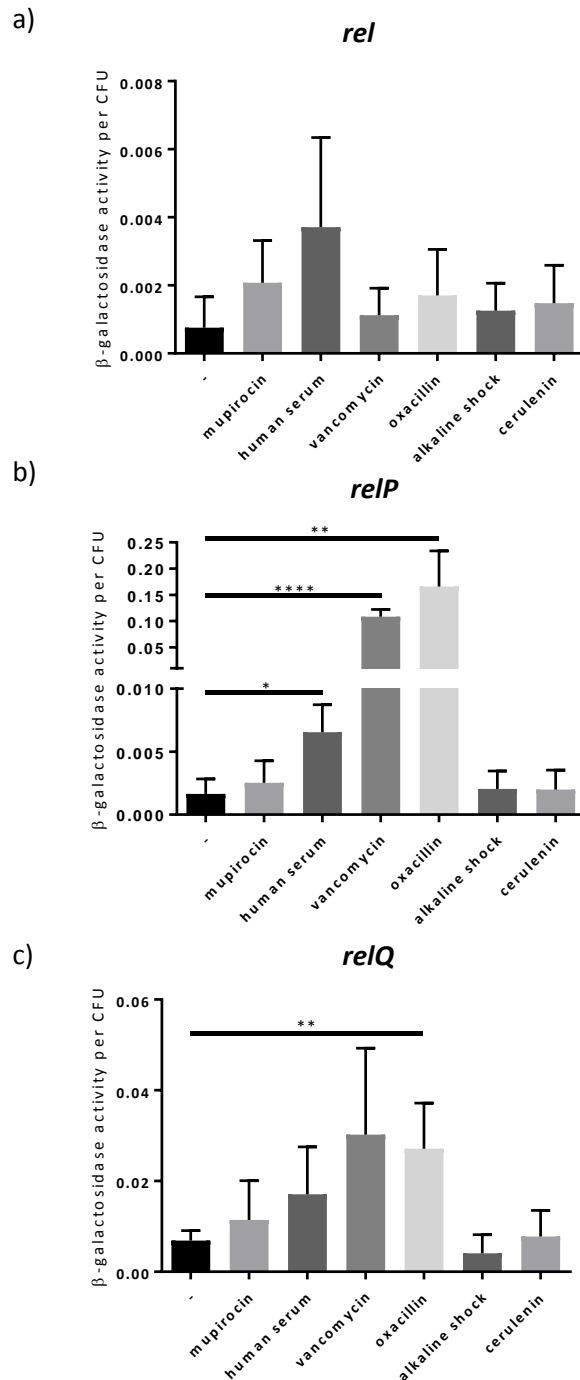 a)
rel
β-galactosidase activity per CFU
0.008
0.006
0.004
0.002
0.000
-
mupirocin
human serum
vancomycin
oxacillin
alkaline shock
cerulenin
b)
relP
β-galactosidase activity per CFU
0.25
0.20
0.15
0.10
0.05
0.010
0.005
0.000
**
****
*
-
mupirocin
human serum
vancomycin
oxacillin
alkaline shock
cerulenin
c)
relQ
β-galactosidase activity per CFU
0.06
0.04
0.02
0.00
**
-
mupirocin
human serum
vancomycin
oxacillin
alkaline shock
cerulenin